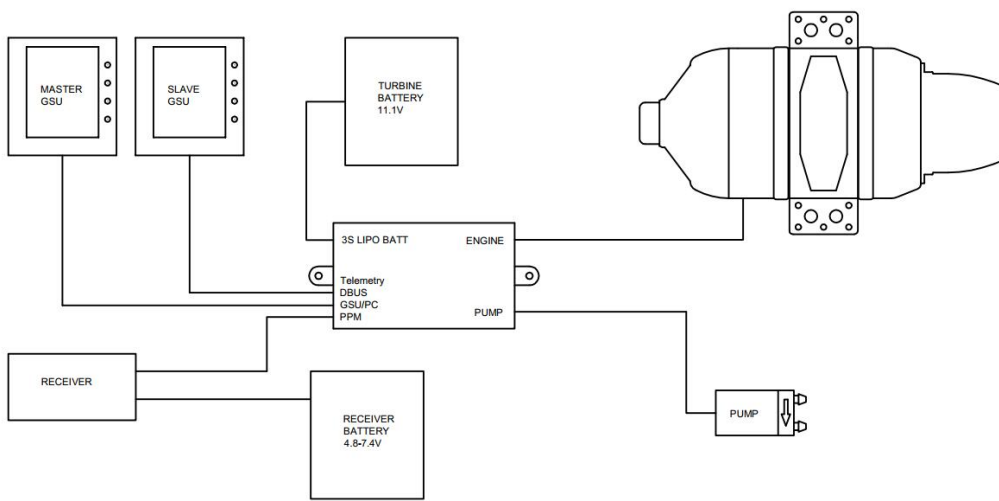 MASTER
GSU
SLAVE
GSU
TURBINE
BATTERY
11.1V
3S LIPO BATT
ENGINE
Telemetry
DBUS
GSU/PC
PPM
PUMP
RECEIVER
RECEIVER
BATTERY
4.8-7.4V
PUMP